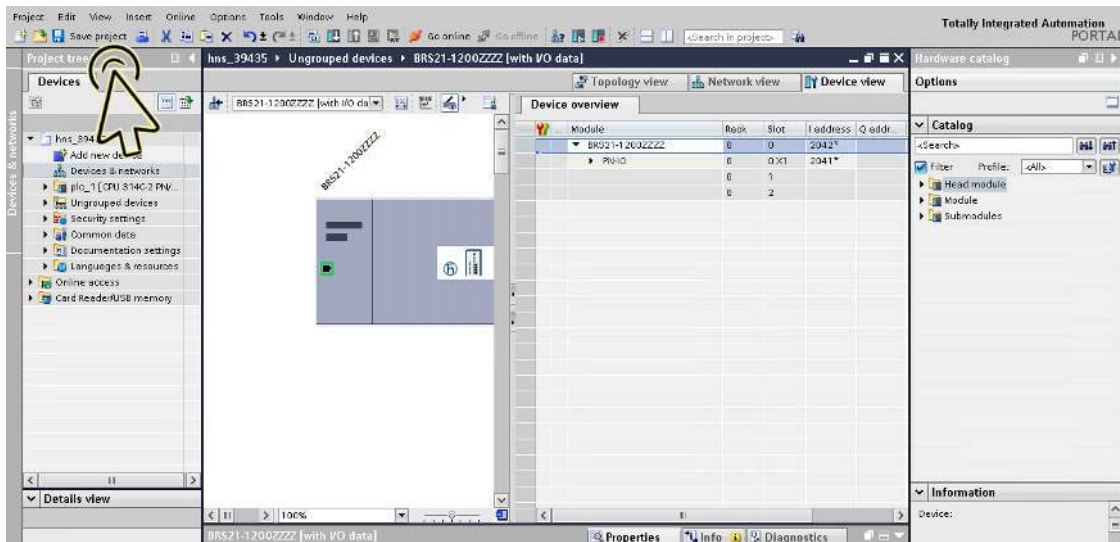 Project Edit View Insert Online Options Tools Window Help
Totally Integrated Automation
PORTAL
Save project
Go online
Go offline
<Search in project>
Project tree
hns_39435 ▸ Ungrouped devices ▸ BRS21-1200ZZZZ [with I/O data]
Hardware catalog
Devices
Topology view
Network view
Device view
Options
BRS21-1200ZZZZ [with I/O da
Device overview
Devices & networks
Module Rack Slot I address Q addr...
BRS21-1200ZZZZ 0 0 2042*
PN-IO 0 0 X1 2041*
0 1
0 2
Catalog
<Search>
Filter Profile: <All>
Head module
Module
Submodules
Add new
Devices & networks
plc_1 [CPU 314C-2 PN/...
Ungrouped devices
Security settings
Common data
Documentation settings
Languages & resources
Online access
Card Reader/USB memory
BRS21-1200ZZZZ
Details view
100%
Information
Device:
BRS21-1200ZZZZ [with I/O data]
Properties
Info
Diagnostics